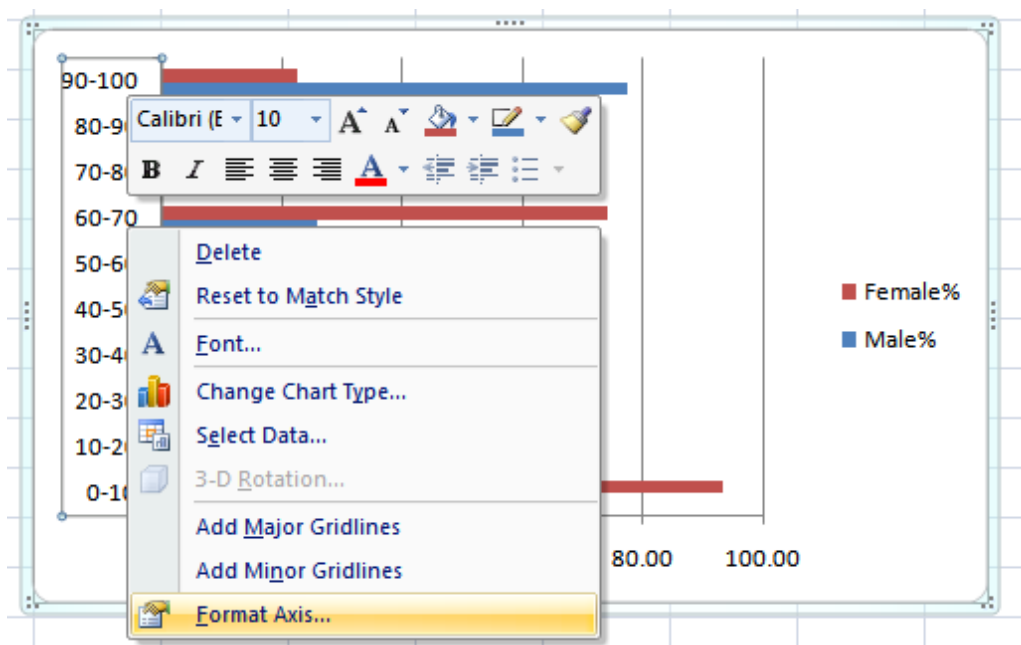 90-100
80-9
Calibri (E
10
A
A
70-8
B
I
A
60-70
Delete
50-6
Reset to Match Style
Female%
40-5
Male%
A
Font...
30-4
Change Chart Type...
20-3
Select Data...
10-2
3-D Rotation...
0-10
Add Major Gridlines
80.00
100.00
Add Minor Gridlines
Format Axis...